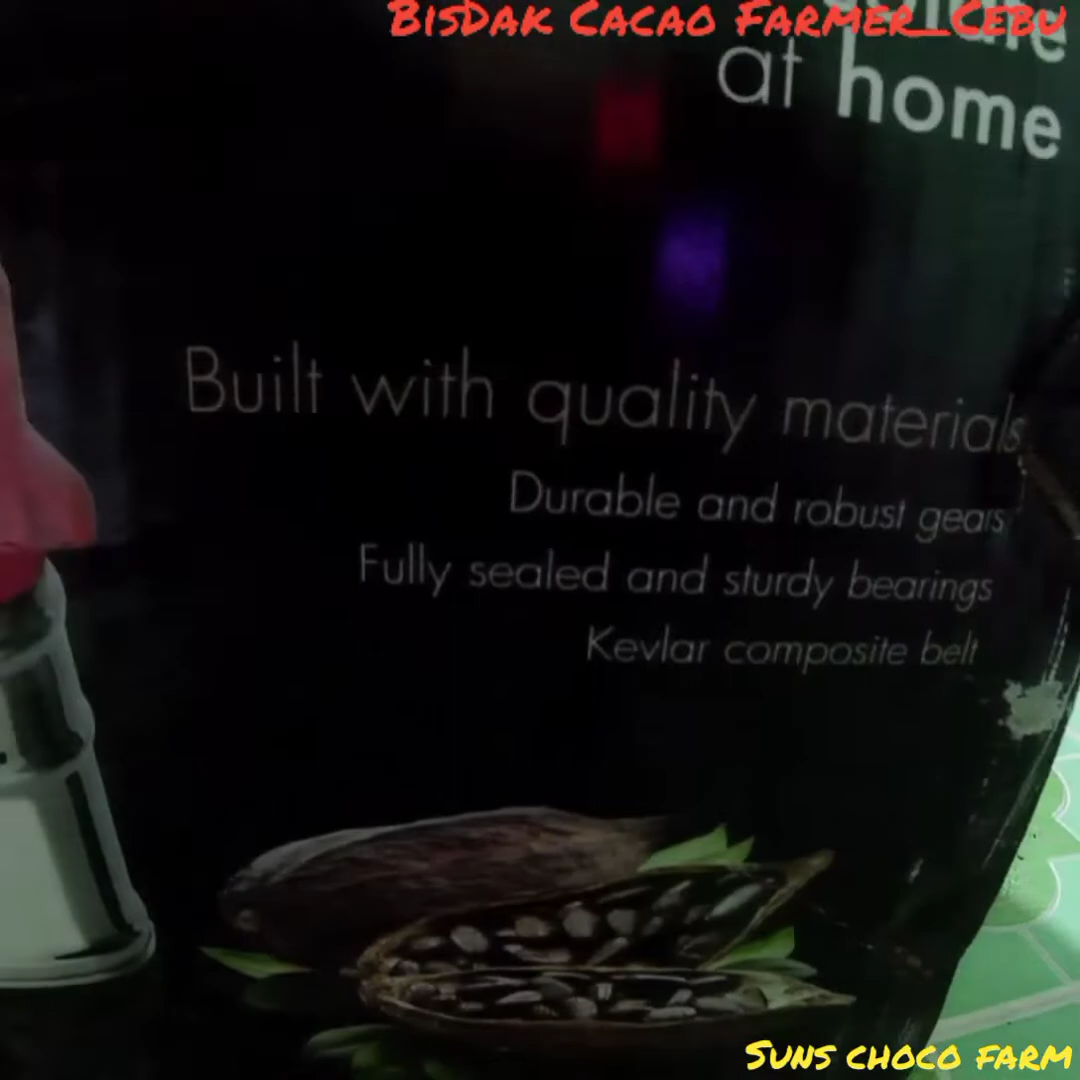 BisDak Cacao Farmer_Cebu
at home
Built with quality materials
Durable and robust gears
Fully sealed and sturdy bearings
Kevlar composite belt
Suns choco farm